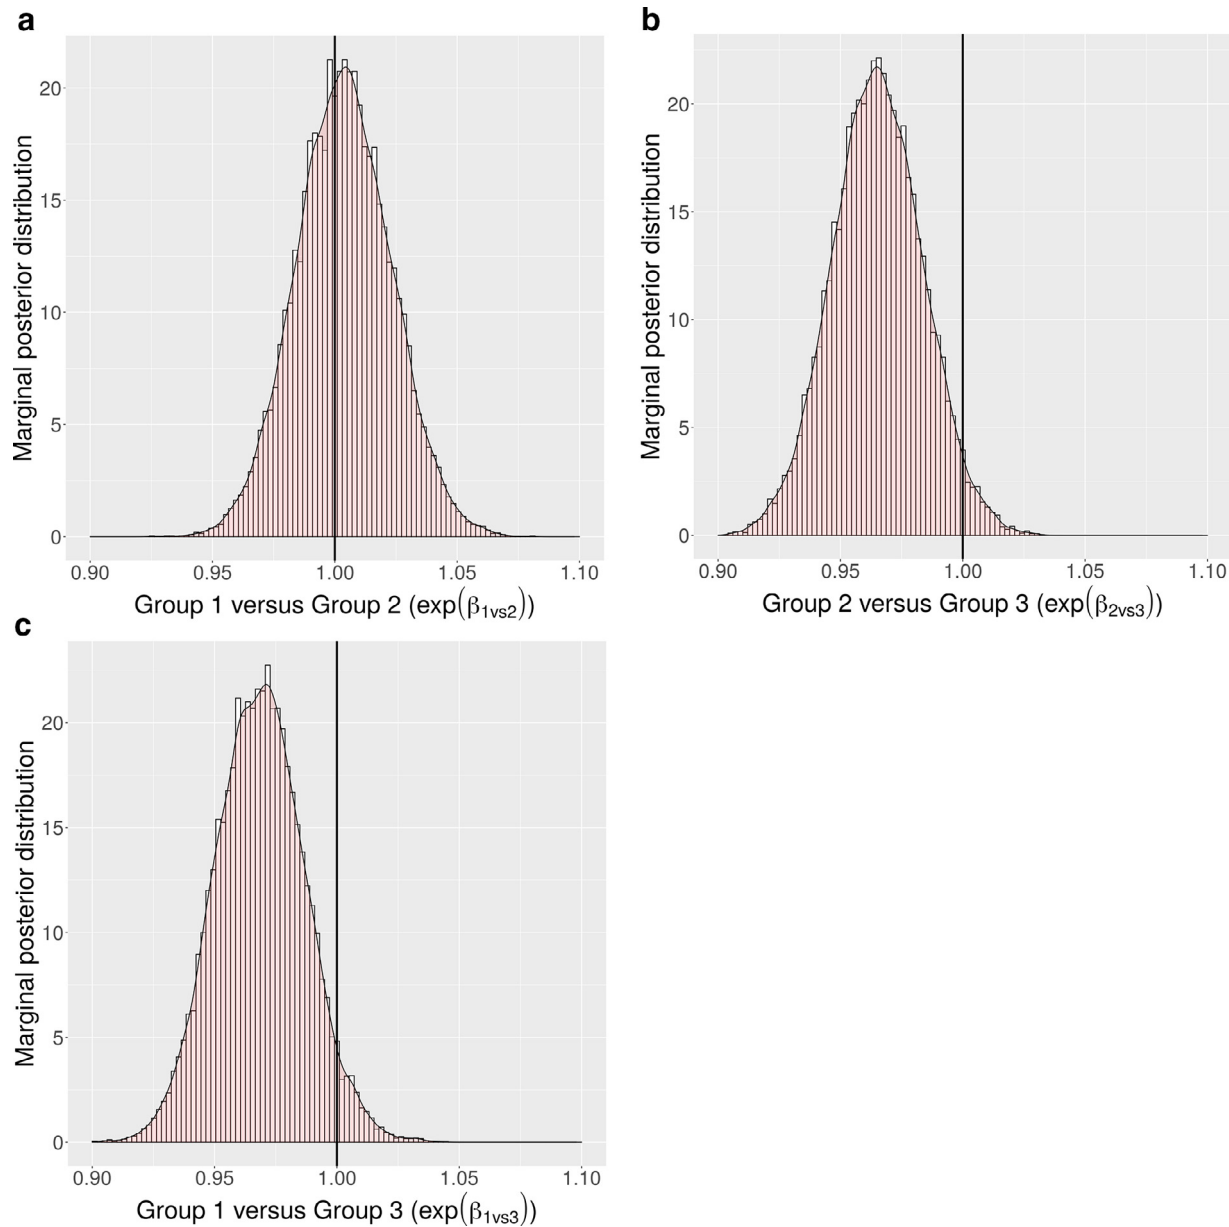 a
Marginal posterior distribution
20
15
10
5
0
0.90 0.95 1.00 1.05 1.10
Group 1 versus Group 2 (exp(β1vs2))
b
Marginal posterior distribution
20
15
10
5
0
0.90 0.95 1.00 1.05 1.10
Group 2 versus Group 3 (exp(β2vs3))
c
Marginal posterior distribution
20
15
10
5
0
0.90 0.95 1.00 1.05 1.10
Group 1 versus Group 3 (exp(β1vs3))